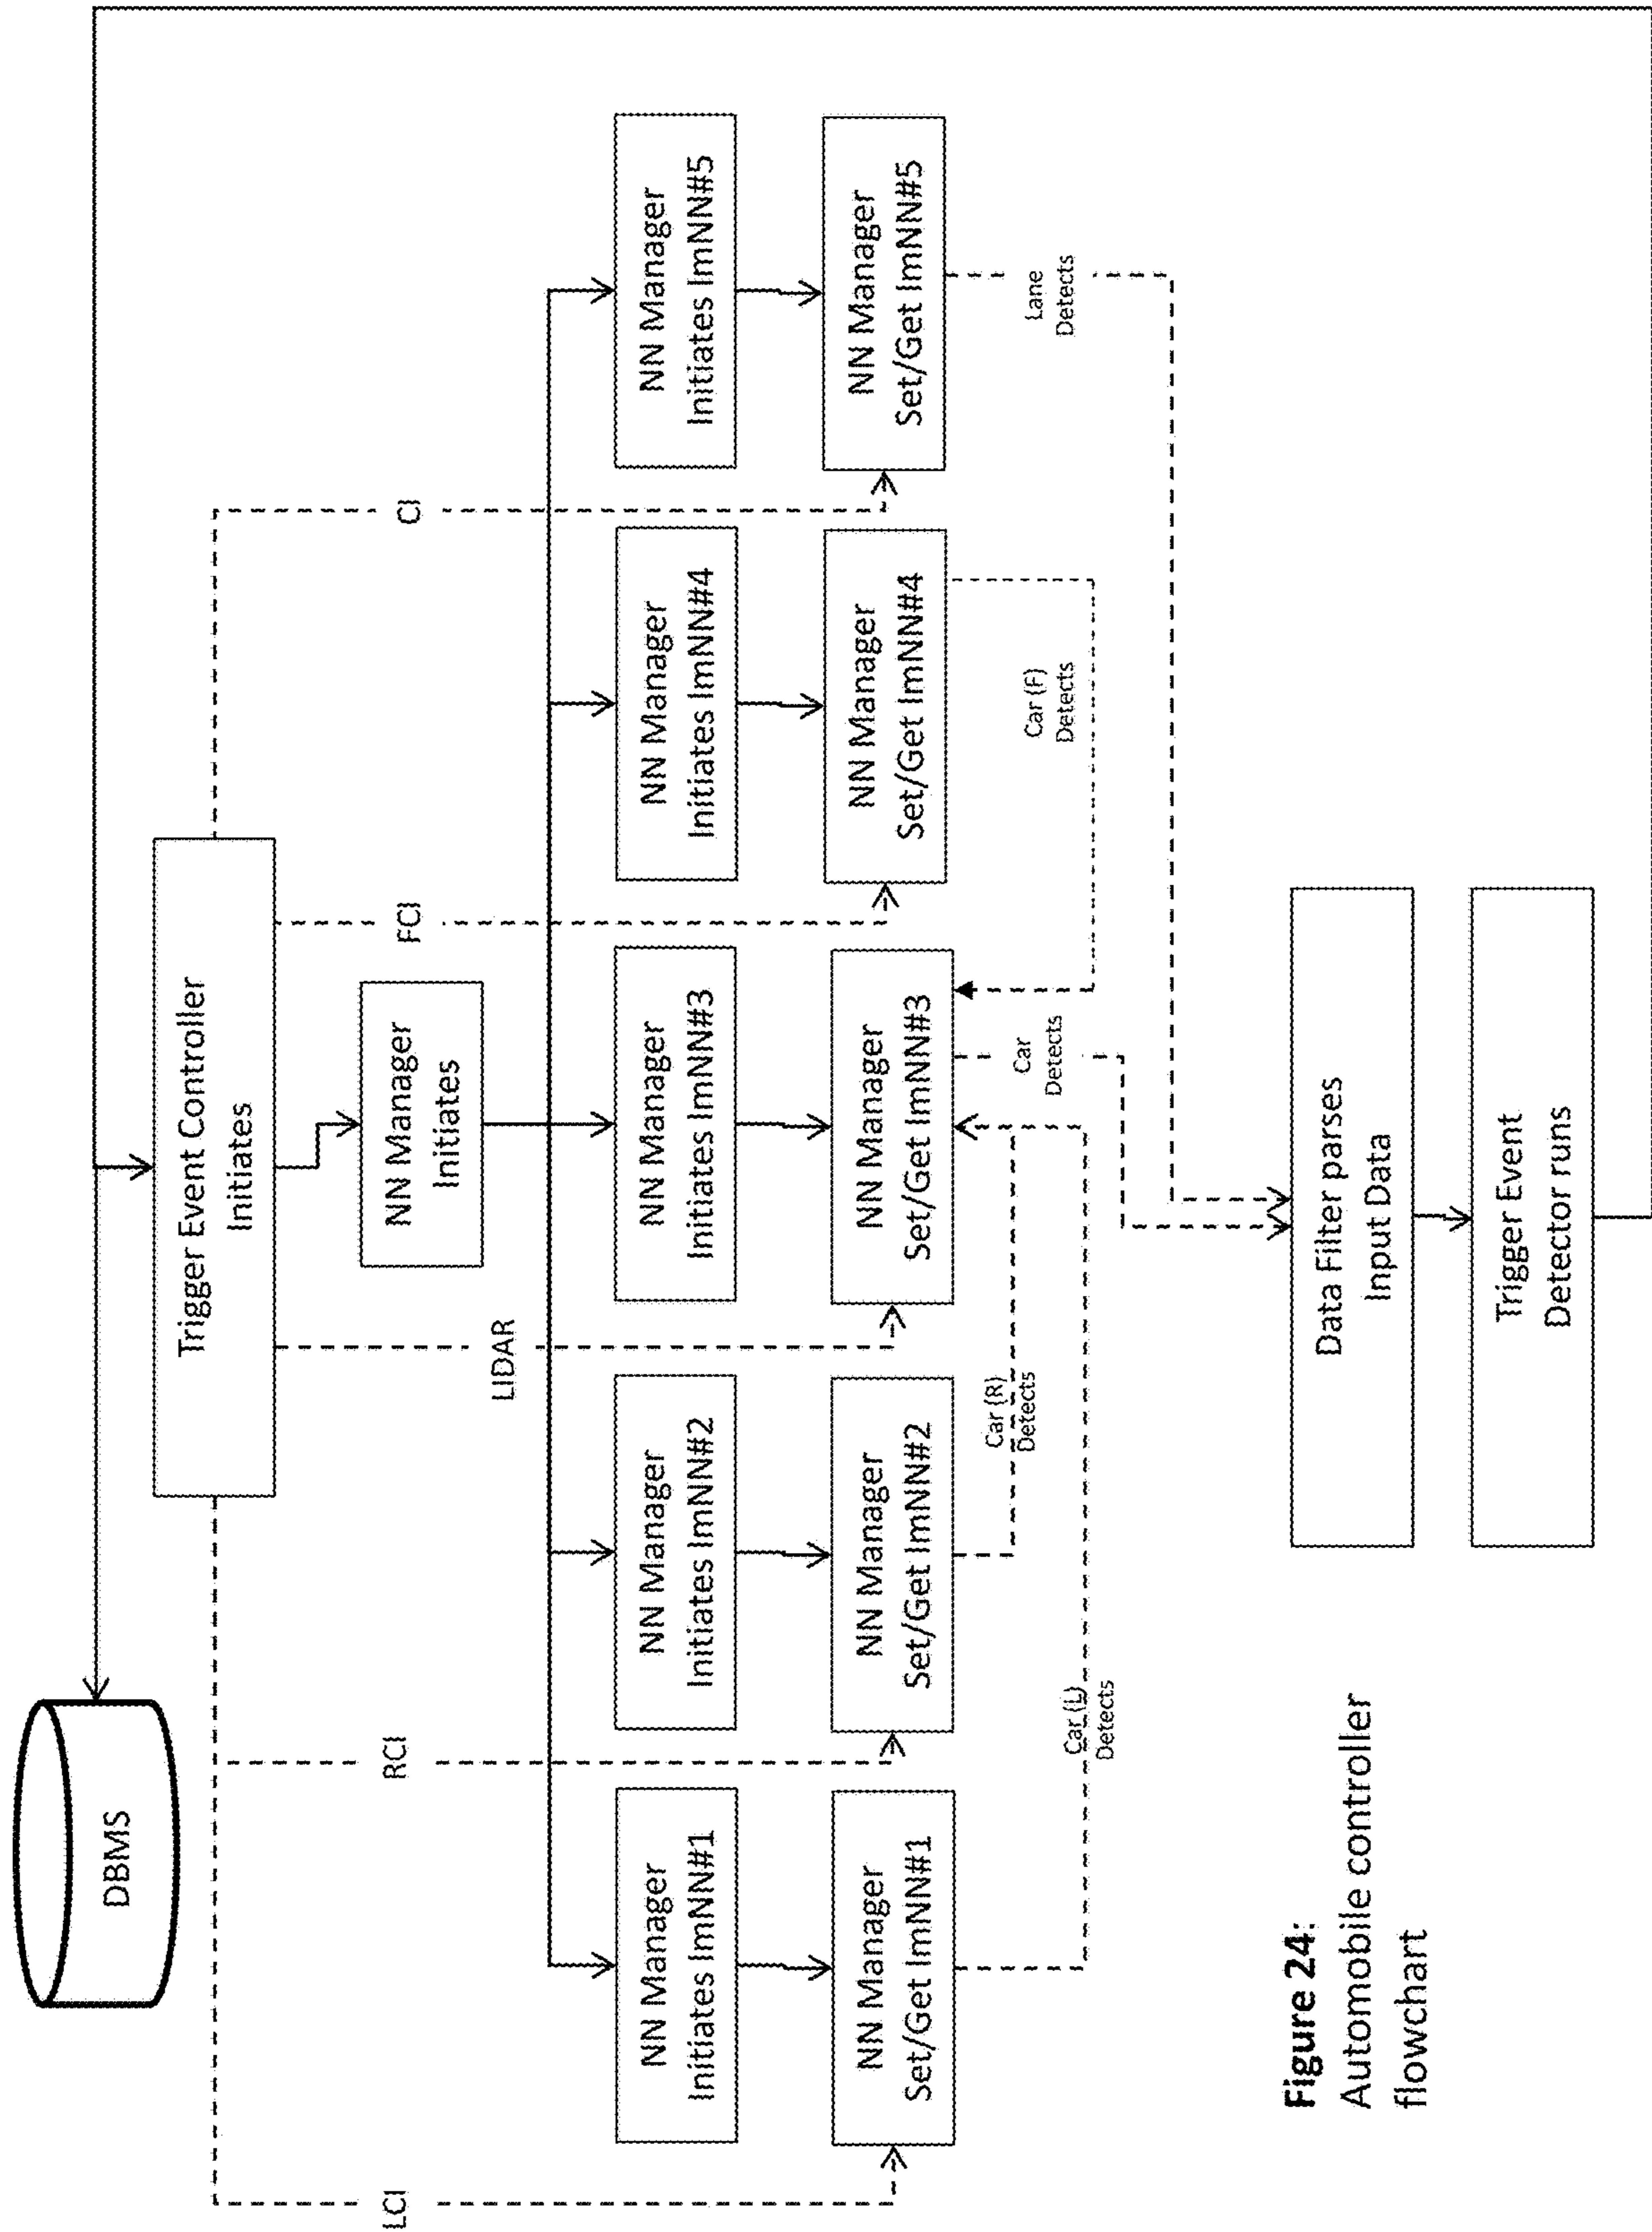 DBMS
Trigger Event Controller
Initiates
NN Manager
Initiates
LCI
RCI
LIDAR
FCI
CI
NN Manager
Initiates ImNN#1
NN Manager
Initiates ImNN#2
NN Manager
Initiates ImNN#3
NN Manager
Initiates ImNN#4
NN Manager
Initiates ImNN#5
NN Manager
Set/Get ImNN#1
NN Manager
Set/Get ImNN#2
NN Manager
Set/Get ImNN#3
NN Manager
Set/Get ImNN#4
NN Manager
Set/Get ImNN#5
Car (L)
Detects
Car (R)
Detects
Car
Detects
Car (F)
Detects
Lane
Detects
Data Filter parses
Input Data
Trigger Event
Detector runs
Figure 24:
Automobile controller
flowchart